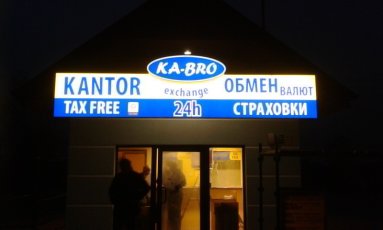 KA-BRO
KANTOR exchange ОБМЕН ВАЛЮТ
TAX FREE 24h СТРАХОВКИ